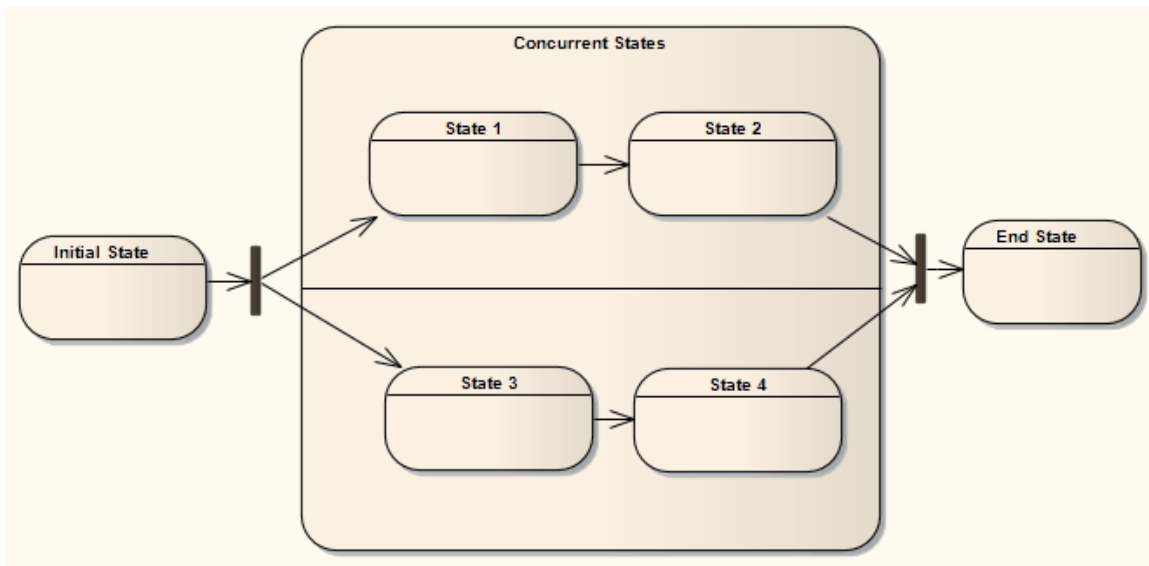 Concurrent States
State 1
State 2
Initial State
End State
State 3
State 4